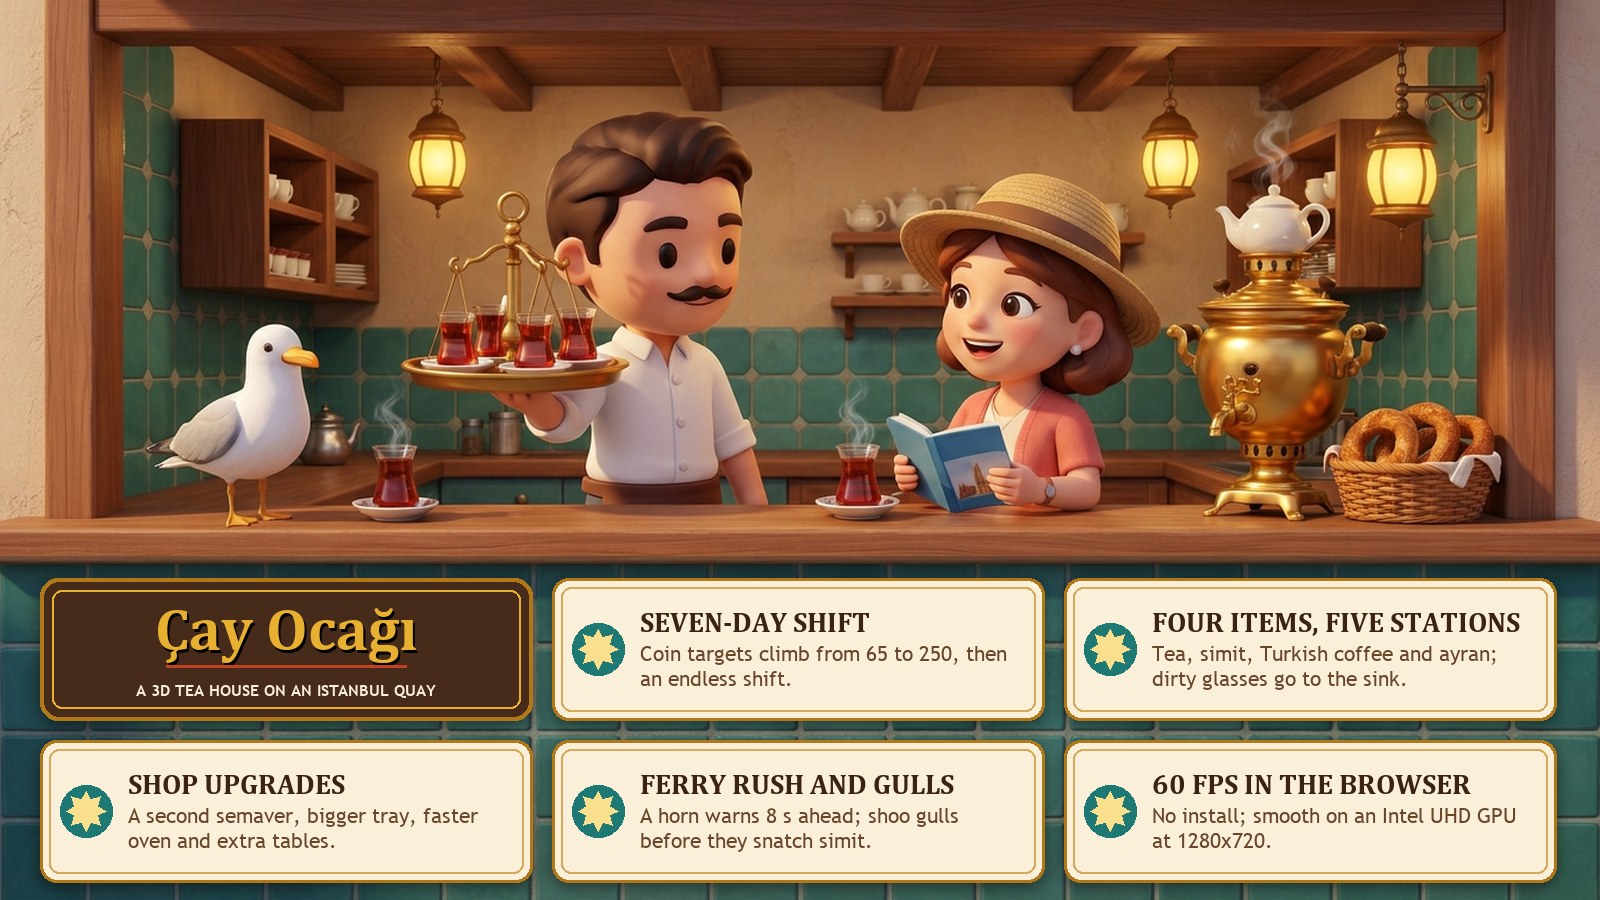 Çay Ocağı
A 3D TEA HOUSE ON AN ISTANBUL QUAY
SEVEN-DAY SHIFT
Coin targets climb from 65 to 250, then
an endless shift.
FOUR ITEMS, FIVE STATIONS
Tea, simit, Turkish coffee and ayran;
dirty glasses go to the sink.
SHOP UPGRADES
A second semaver, bigger tray, faster
oven and extra tables.
FERRY RUSH AND GULLS
A horn warns 8 s ahead; shoo gulls
before they snatch simit.
60 FPS IN THE BROWSER
No install; smooth on an Intel UHD GPU
at 1280x720.